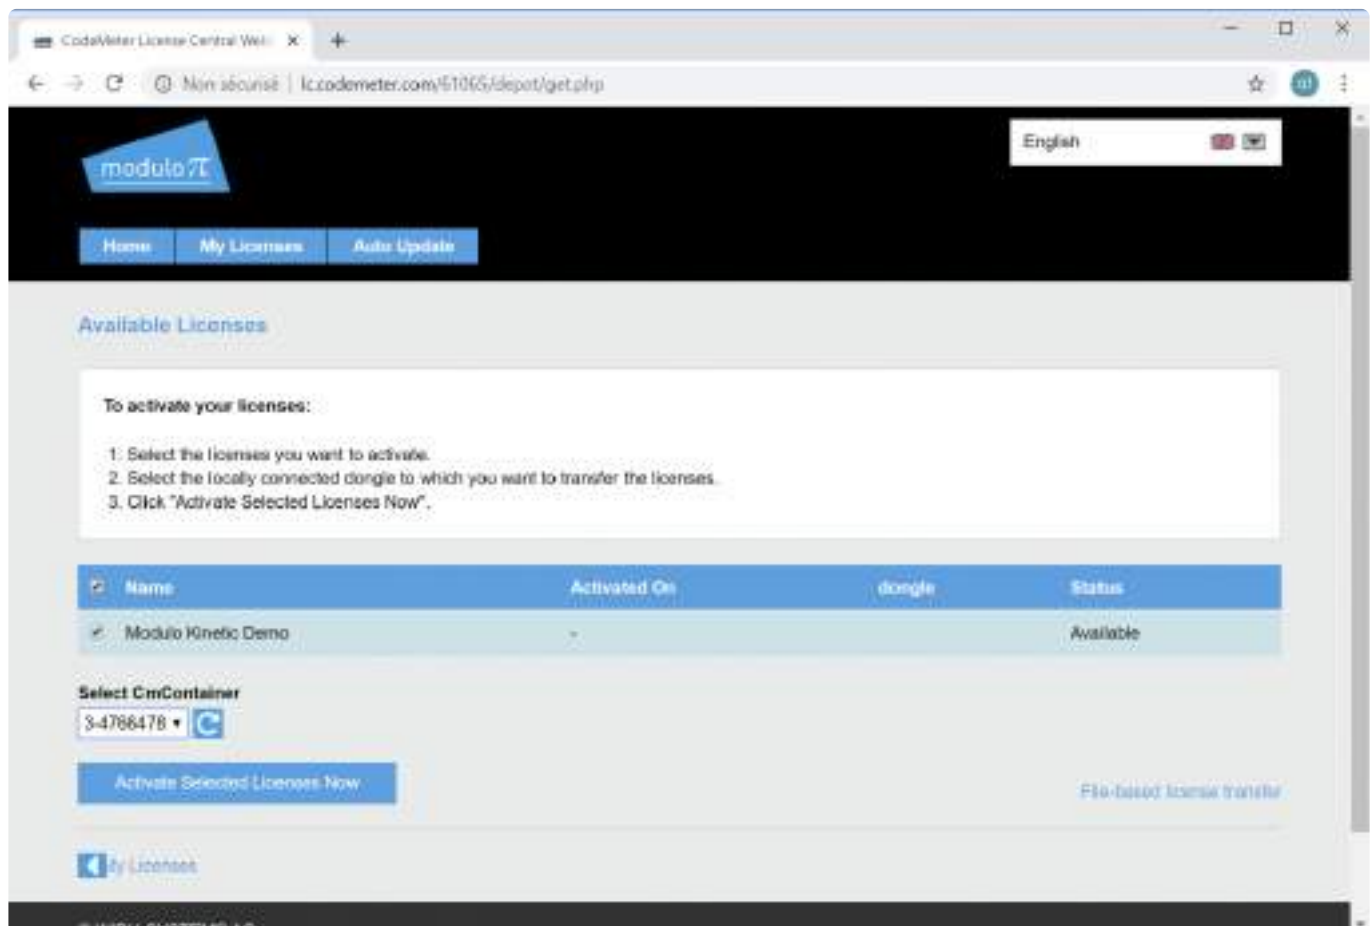 CodeMeter License Central Web
Non sécurisé | lc.codemeter.com/61065/depot/get.php
English
modulo π
Home
My Licenses
Auto Update
Available Licenses
To activate your licenses:
1. Select the licenses you want to activate.
2. Select the locally connected dongle to which you want to transfer the licenses.
3. Click "Activate Selected Licenses Now".
Name Activated On dongle Status
Modulo Kinetic Demo - Available
Select CmContainer
3-4766478
Activate Selected Licenses Now
File-based license transfer
My Licenses